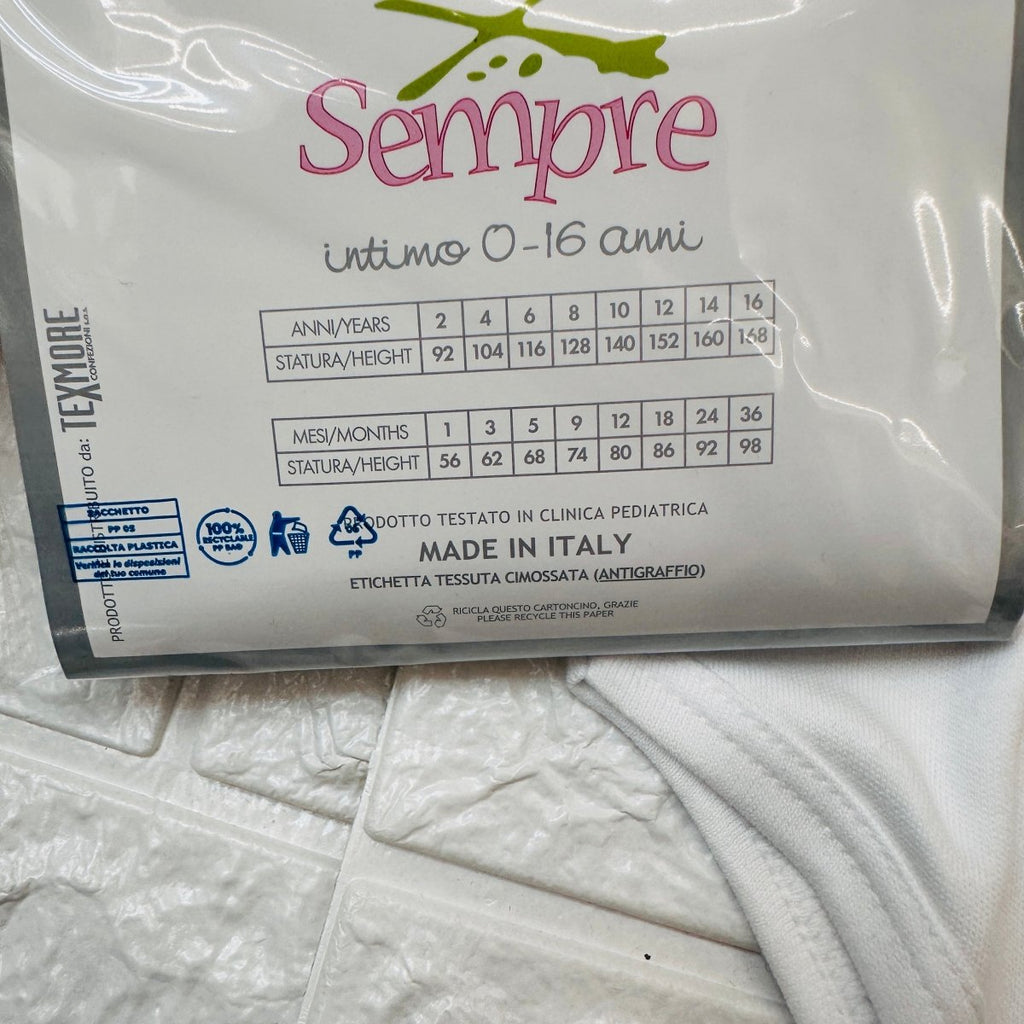 Sempre
intimo 0-16 anni
ANNI/YEARS 2 4 6 8 10 12 14 16
STATURA/HEIGHT 92 104 116 128 140 152 160 168
MESI/MONTHS 1 3 5 9 12 18 24 36
STATURA/HEIGHT 56 62 68 74 80 86 92 98
PRODOTTO TESTATO IN CLINICA PEDIATRICA
MADE IN ITALY
ETICHETTA TESSUTA CIMOSSATA (ANTIGRAFFIO)
RICICLA QUESTO CARTONCINO, GRAZIE
PLEASE RECYCLE THIS PAPER
PRODOTTO DISTRIBUITO da: TEXMORE
CONFEZIONI s.a.s.
SACCHETTO
PP 05
RACCOLTA PLASTICA
Verifica le disposizioni
del tuo comune
100%
RECYCLABLE
PP BAG
PP